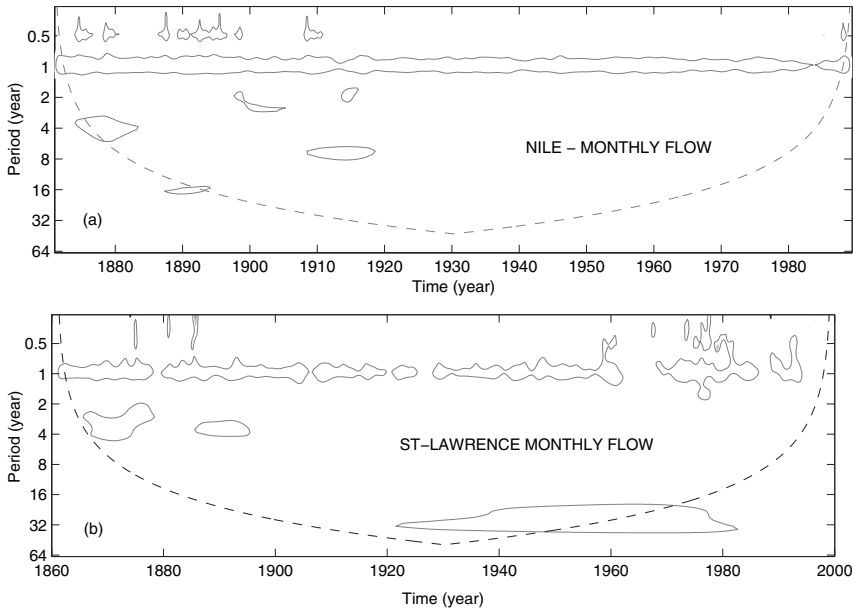 0.5
1
2
4
8
16
32
64
Period (year)
NILE – MONTHLY FLOW
(a)
1880 1890 1900 1910 1920 1930 1940 1950 1960 1970 1980
Time (year)
0.5
1
2
4
8
16
32
64
Period (year)
ST–LAWRENCE MONTHLY FLOW
(b)
1860 1880 1900 1920 1940 1960 1980 2000
Time (year)